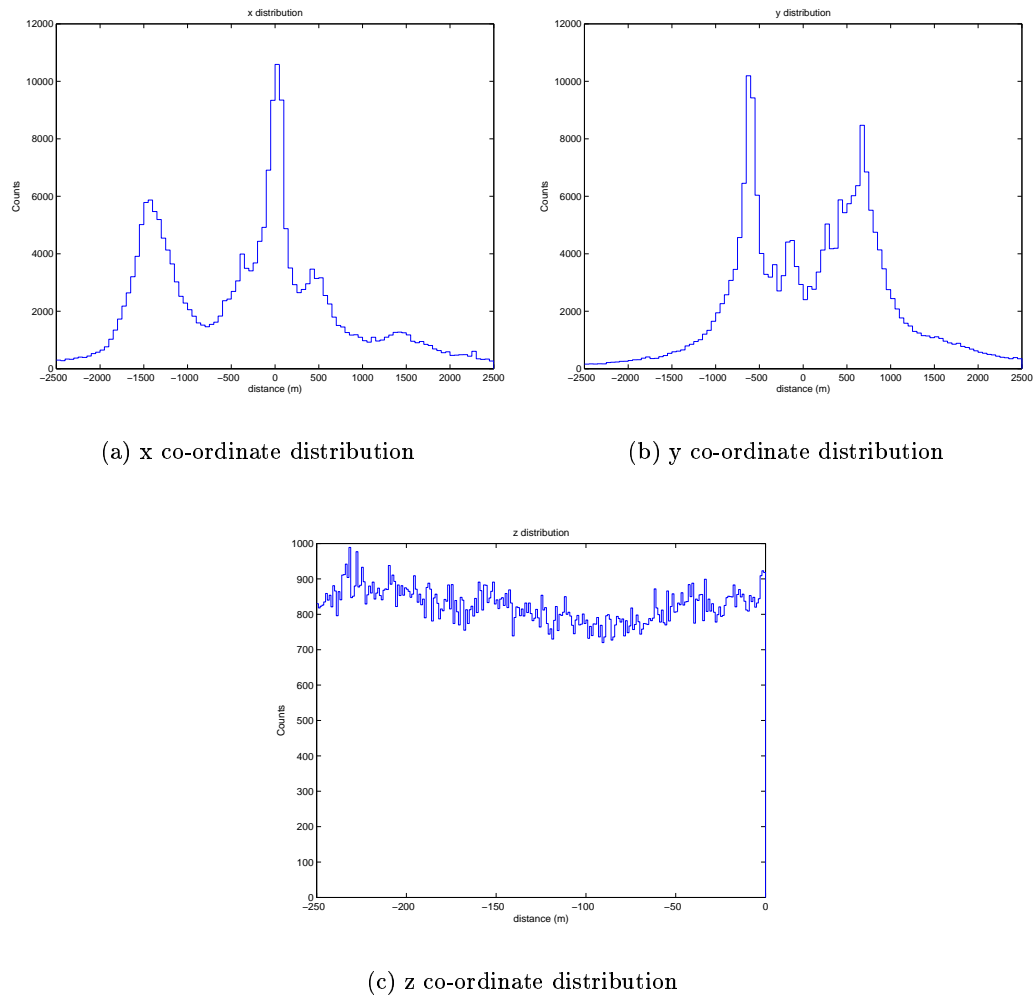 x distribution
12000
10000
8000
6000
4000
2000
0
Counts
−2500 −2000 −1500 −1000 −500 0 500 1000 1500 2000 2500
distance (m)
(a) x co-ordinate distribution
y distribution
12000
10000
8000
6000
4000
2000
0
Counts
−2500 −2000 −1500 −1000 −500 0 500 1000 1500 2000 2500
distance (m)
(b) y co-ordinate distribution
z distribution
1000
900
800
700
600
500
400
300
200
100
0
Counts
−250 −200 −150 −100 −50 0
distance (m)
(c) z co-ordinate distribution